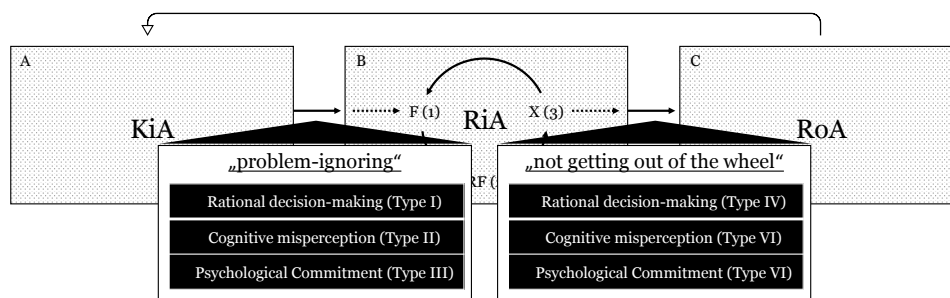 A
B
C
F (1)
X (3)
KiA
RiA
RoA
„problem-ignoring“
„not getting out of the wheel“
Rational decision-making (Type I)
Rational decision-making (Type IV)
Cognitive misperception (Type II)
Cognitive misperception (Type VI)
Psychological Commitment (Type III)
Psychological Commitment (Type VI)